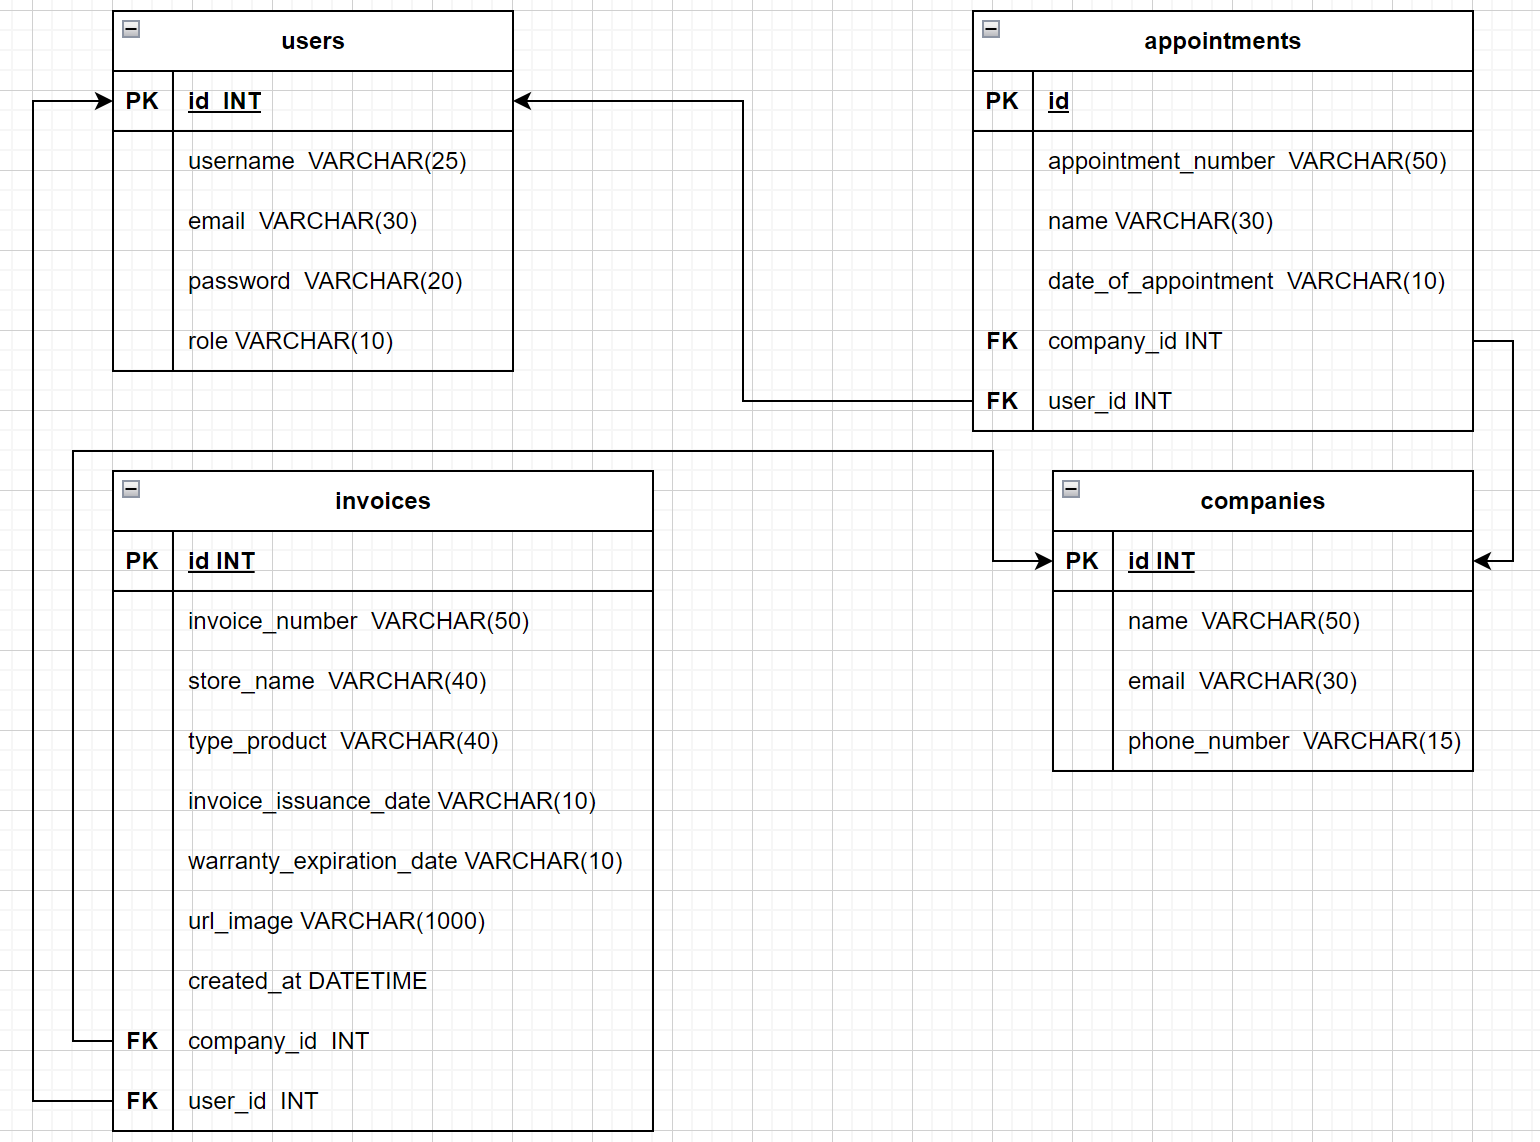 users
PK id INT
username VARCHAR(25)
email VARCHAR(30)
password VARCHAR(20)
role VARCHAR(10)
appointments
PK id
appointment_number VARCHAR(50)
name VARCHAR(30)
date_of_appointment VARCHAR(10)
FK company_id INT
FK user_id INT
invoices
PK id INT
invoice_number VARCHAR(50)
store_name VARCHAR(40)
type_product VARCHAR(40)
invoice_issuance_date VARCHAR(10)
warranty_expiration_date VARCHAR(10)
url_image VARCHAR(1000)
created_at DATETIME
FK company_id INT
FK user_id INT
companies
PK id INT
name VARCHAR(50)
email VARCHAR(30)
phone_number VARCHAR(15)